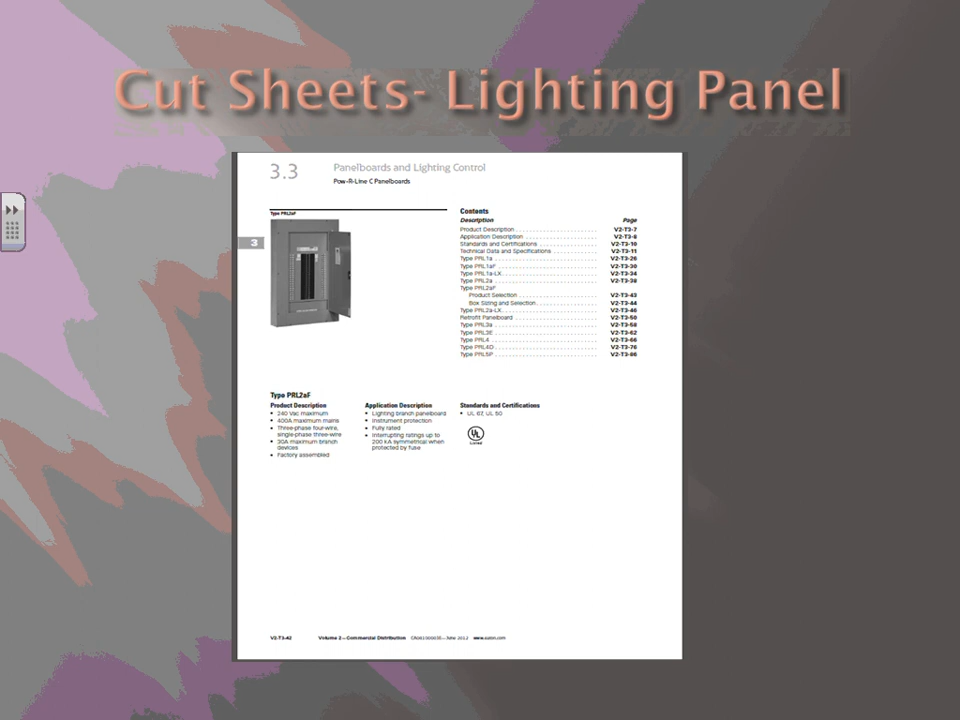 Cut Sheets- Lighting Panel
3.3
Panelboards and Lighting Control
Pow-R-Line C Panelboards
Type PRL2aF
3
Contents
Description Page
Product Description V2-T3-7
Application Description V2-T3-8
Standards and Certifications V2-T3-10
Technical Data and Specifications V2-T3-11
Type PRL1a V2-T3-26
Type PRL1aF V2-T3-30
Type PRL1a-LX V2-T3-34
Type PRL2a V2-T3-38
Type PRL2aF
Product Selection V2-T3-43
Box Sizing and Selection V2-T3-44
Type PRL2a-LX V2-T3-46
Retrofit Panelboard V2-T3-50
Type PRL3a V2-T3-58
Type PRL3E V2-T3-62
Type PRL4 V2-T3-66
Type PRL4D V2-T3-76
Type PRL5P V2-T3-86
Type PRL2aF
Product Description
• 240 Vac maximum
• 400A maximum mains
• Three-phase four-wire,
single-phase three-wire
• 30A maximum branch
devices
• Factory assembled
Application Description
• Lighting branch panelboard
• Instrument protection
• Fully rated
• Interrupting ratings up to
200 kA symmetrical when
protected by fuse
Standards and Certifications
• UL 67, UL 50
UL
V2-T3-42 Volume 2—Commercial Distribution June 2012 www.eaton.com